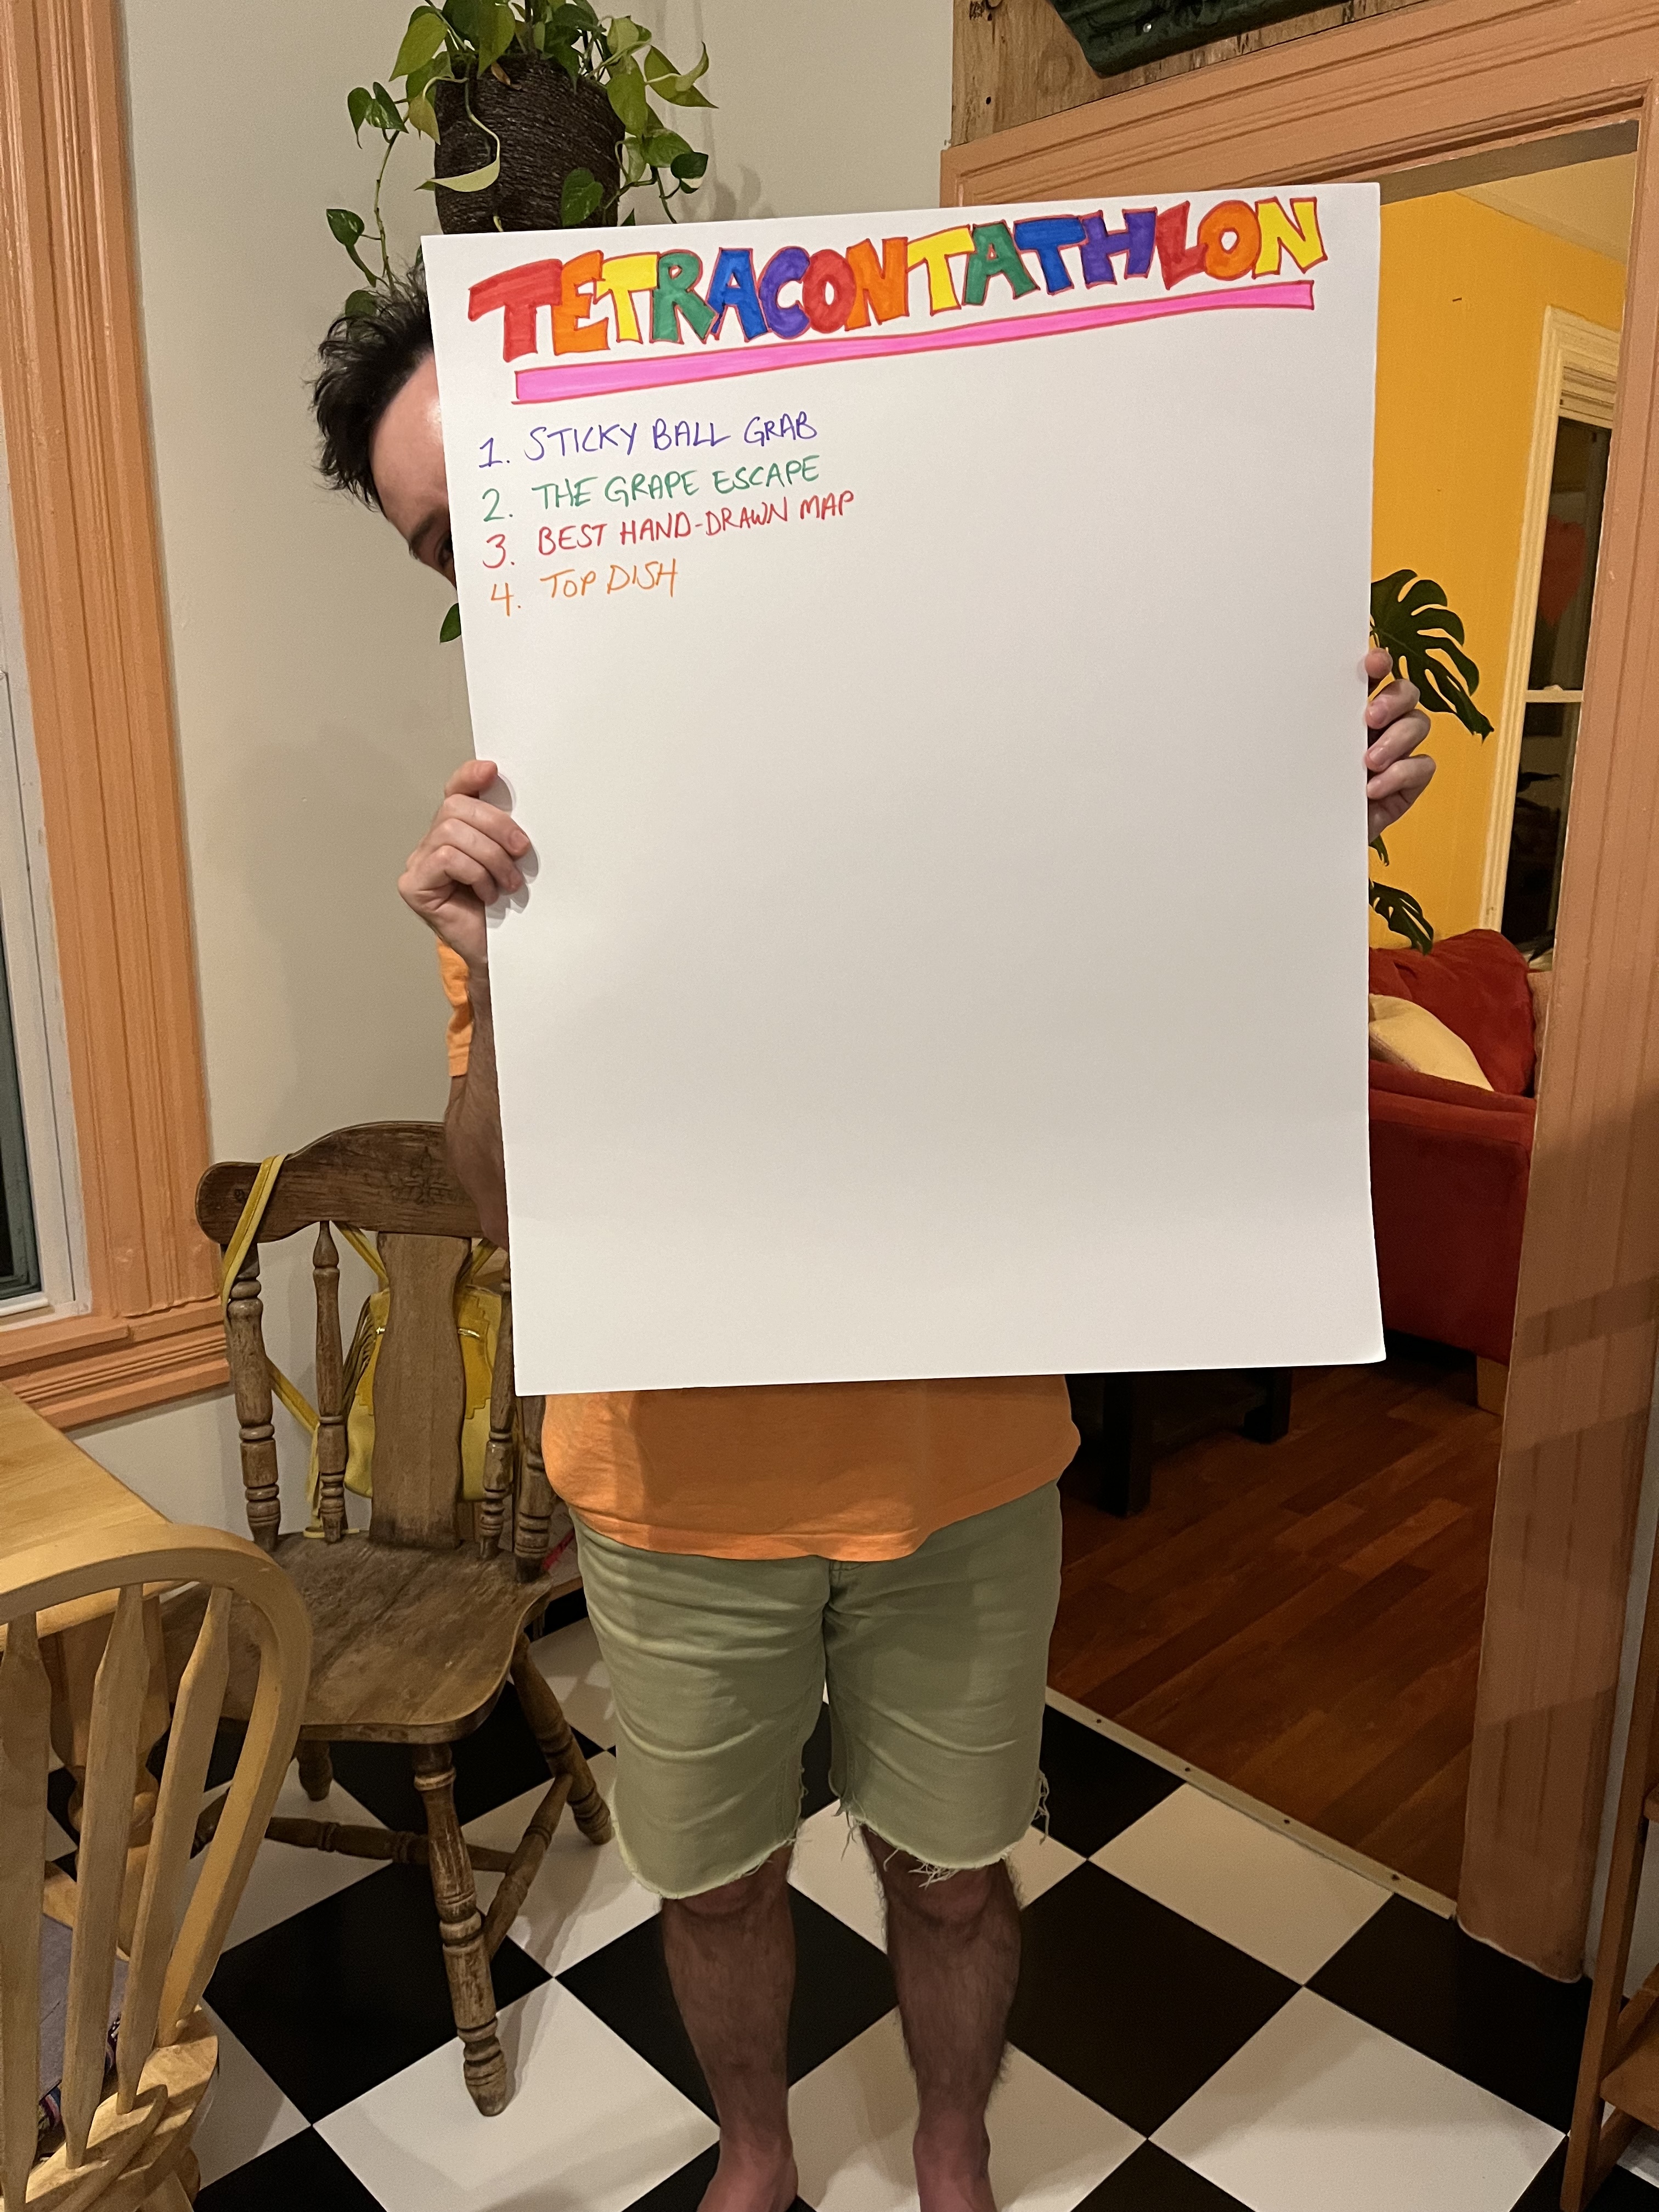 TETRACONTATHLON
1. STICKY BALL GRAB
2. THE GRAPE ESCAPE
3. BEST HAND-DRAWN MAP
4. TOP DISH